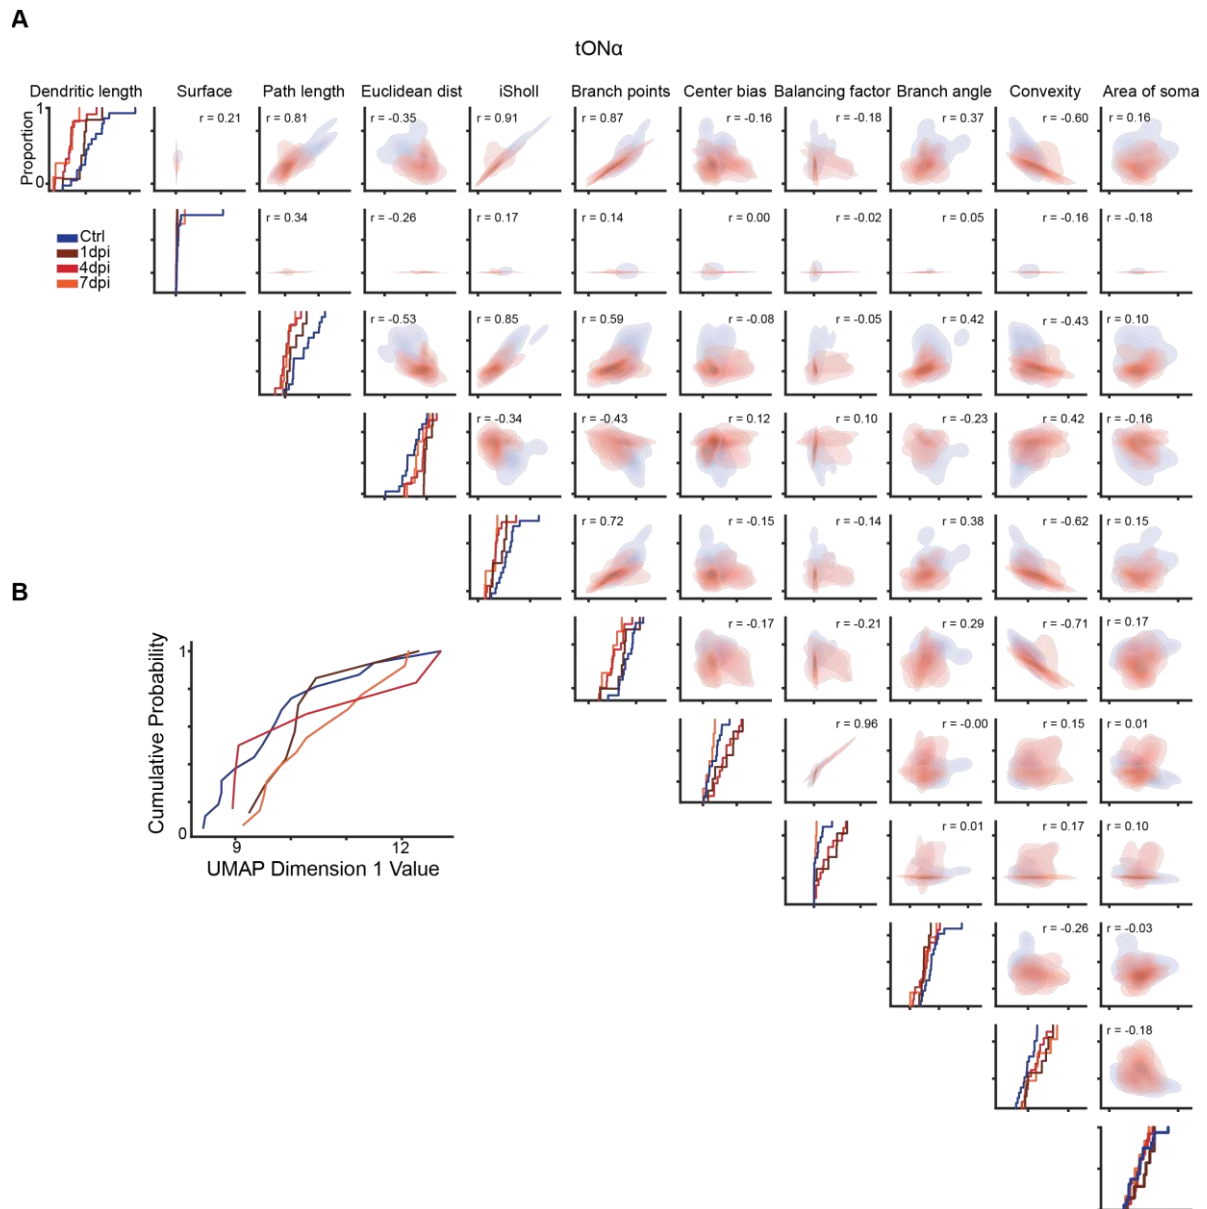 A
tONα
Dendritic length Surface Path length Euclidean dist iSholl Branch points Center bias Balancing factor Branch angle Convexity Area of soma
Proportion
1
0
r = 0.21 r = 0.81 r = -0.35 r = 0.91 r = 0.87 r = -0.16 r = -0.18 r = 0.37 r = -0.60 r = 0.16
r = 0.34 r = -0.26 r = 0.17 r = 0.14 r = 0.00 r = -0.02 r = 0.05 r = -0.16 r = -0.18
Ctrl
1dpi
4dpi
7dpi
r = -0.53 r = 0.85 r = 0.59 r = -0.08 r = -0.05 r = 0.42 r = -0.43 r = 0.10
r = -0.34 r = -0.43 r = 0.12 r = 0.10 r = -0.23 r = 0.42 r = -0.16
r = 0.72 r = -0.15 r = -0.14 r = 0.38 r = -0.62 r = 0.15
r = -0.17 r = -0.21 r = 0.29 r = -0.71 r = 0.17
r = 0.96 r = -0.00 r = 0.15 r = 0.01
r = 0.01 r = 0.17 r = 0.10
r = -0.26 r = -0.03
r = -0.18
B
Cumulative Probability
1
0
9 12
UMAP Dimension 1 Value